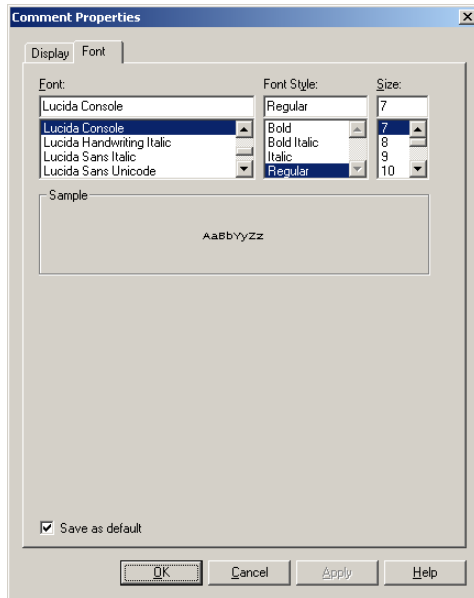 Comment Properties
Display Font
Font: Font Style: Size:
Lucida Console Regular 7
Lucida Console Bold 7
Lucida Handwriting Italic Bold Italic 8
Lucida Sans Italic Italic 9
Lucida Sans Unicode Regular 10
Sample
AaBbYyZz
Save as default
OK Cancel Apply Help